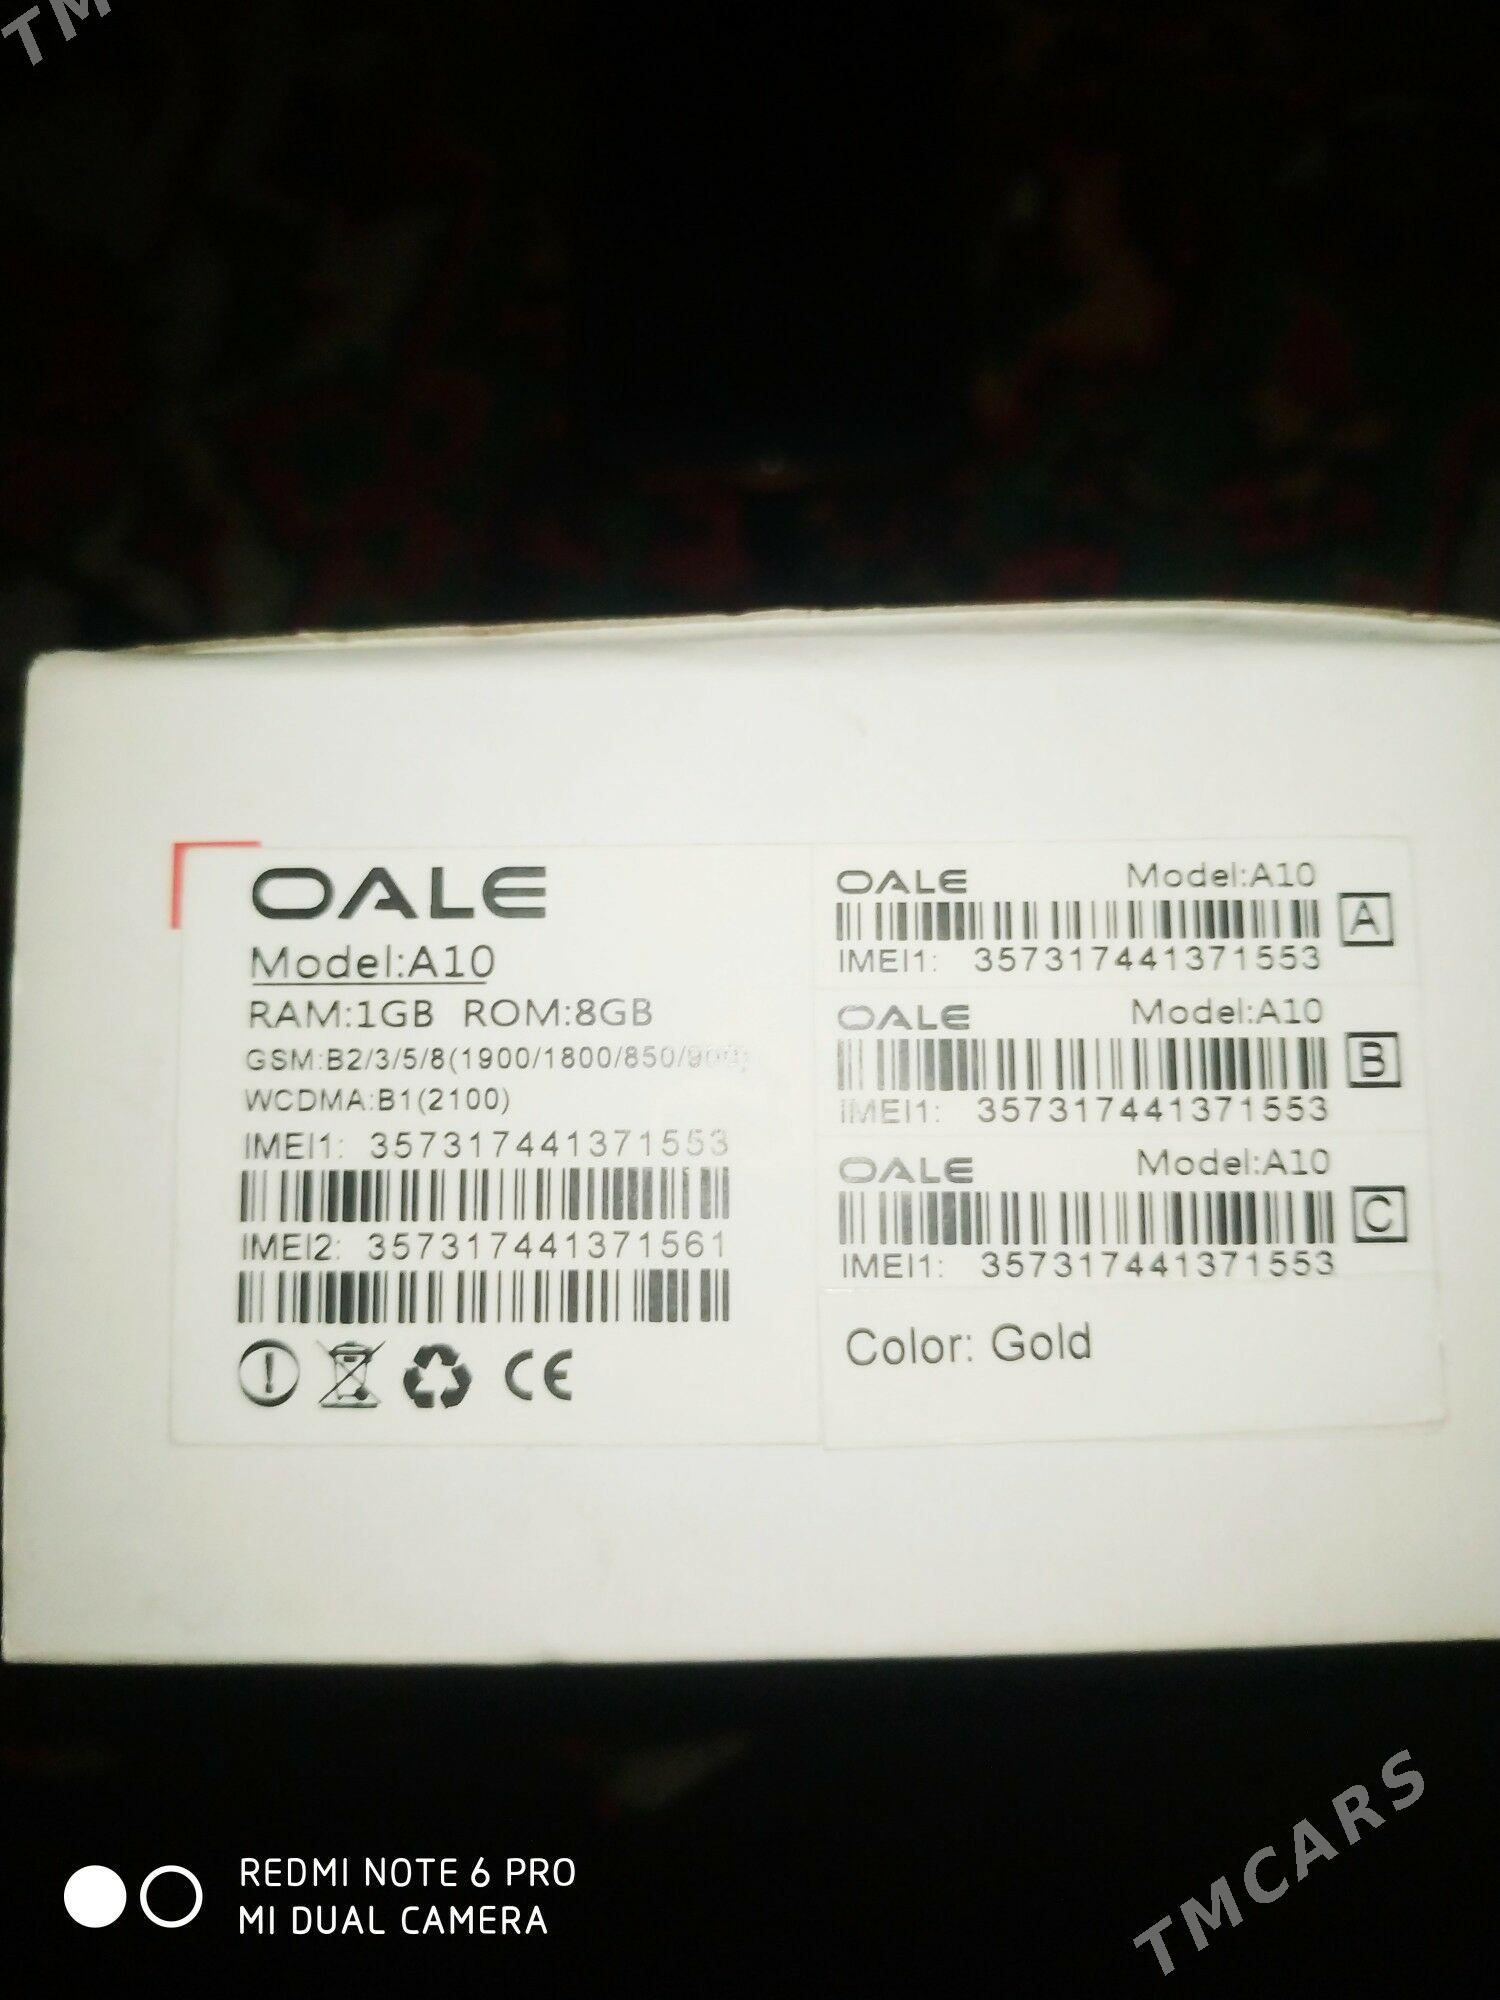 TM
OALE
Model:A10
RAM:1GB ROM:8GB
GSM:B2/3/5/8(1900/1800/850/900)
WCDMA:B1(2100)
IMEI1: 357317441371553
IMEI2: 357317441371561
CE
OALE Model:A10
A
IMEI1: 357317441371553
OALE Model:A10
B
IMEI1: 357317441371553
OALE Model:A10
C
IMEI1: 357317441371553
Color: Gold
REDMI NOTE 6 PRO
MI DUAL CAMERA
TMCARS